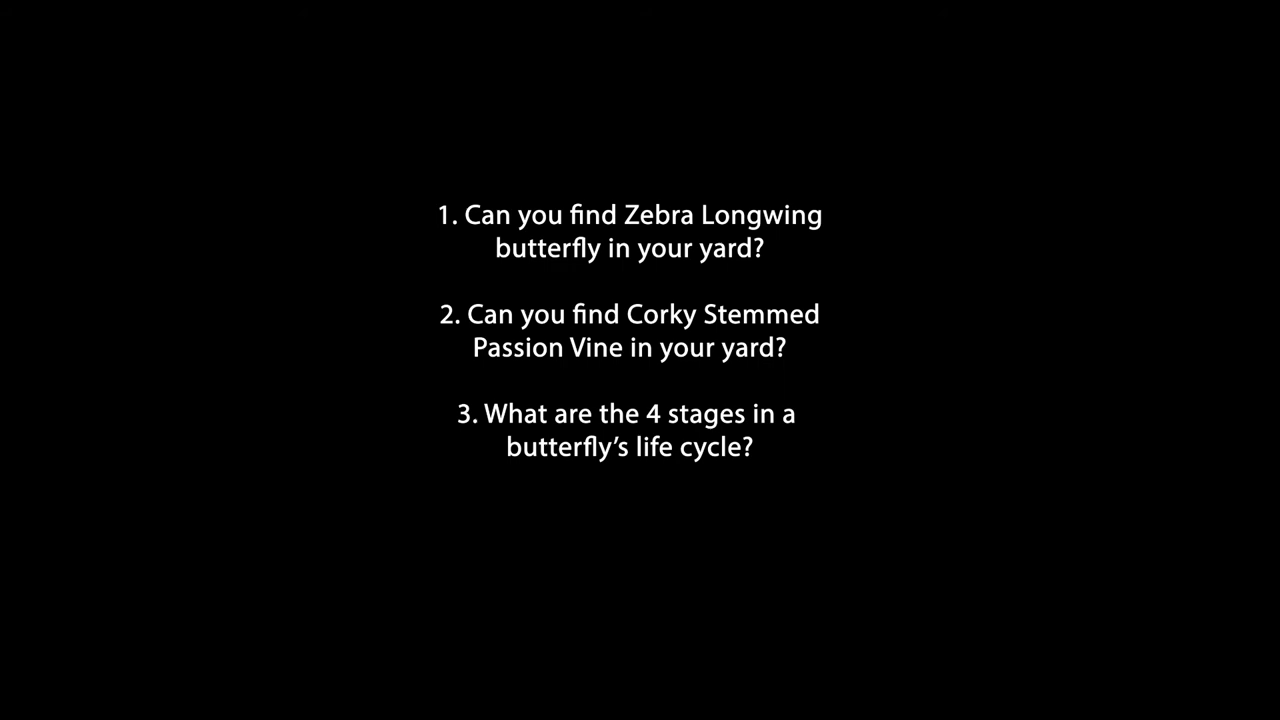 1. Can you find Zebra Longwing
butterfly in your yard?
2. Can you find Corky Stemmed
Passion Vine in your yard?
3. What are the 4 stages in a
butterfly’s life cycle?